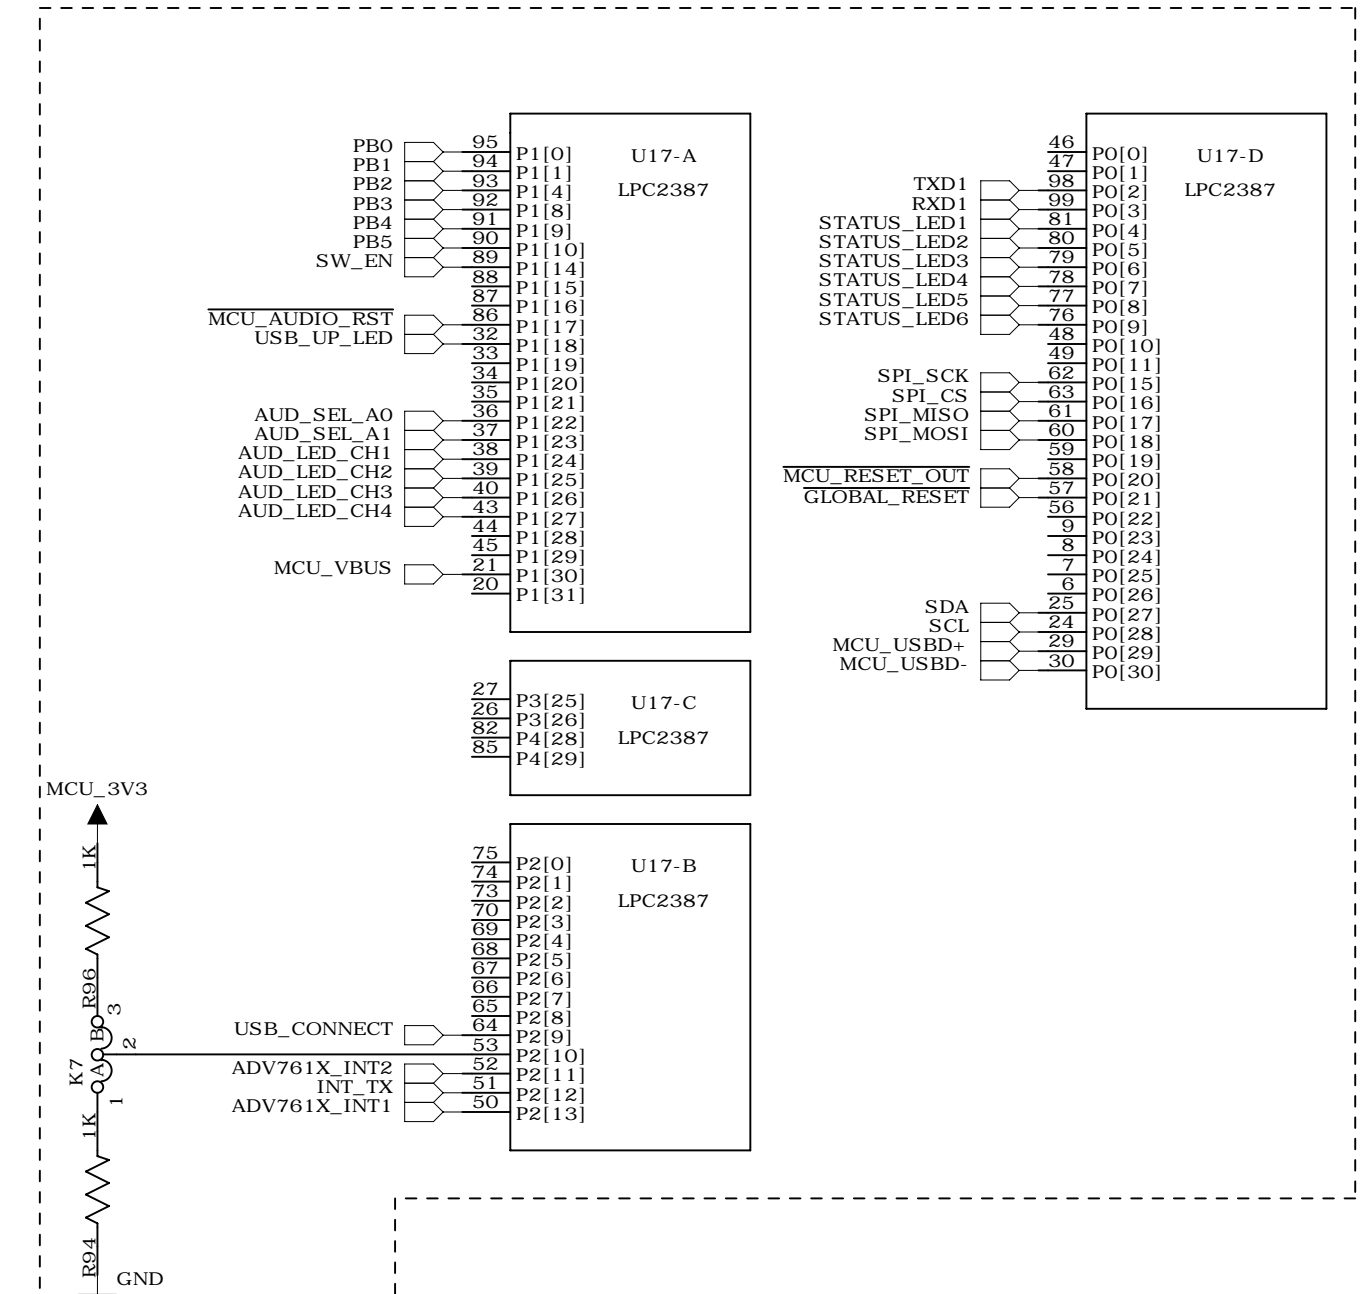 PB0 95 P1[0]
PB1 94 P1[1]
PB2 93 P1[4]
PB3 92 P1[8]
PB4 91 P1[9]
PB5 90 P1[10]
SW_EN 89 P1[14]
88 P1[15]
87 P1[16]
MCU_AUDIO_RST 86 P1[17]
USB_UP_LED 32 P1[18]
33 P1[19]
34 P1[20]
35 P1[21]
AUD_SEL_A0 36 P1[22]
AUD_SEL_A1 37 P1[23]
AUD_LED_CH1 38 P1[24]
AUD_LED_CH2 39 P1[25]
AUD_LED_CH3 40 P1[26]
AUD_LED_CH4 43 P1[27]
44 P1[28]
45 P1[29]
MCU_VBUS 21 P1[30]
20 P1[31]
U17-A
LPC2387
46 P0[0]
47 P0[1]
TXD1 98 P0[2]
RXD1 99 P0[3]
STATUS_LED1 81 P0[4]
STATUS_LED2 80 P0[5]
STATUS_LED3 79 P0[6]
STATUS_LED4 78 P0[7]
STATUS_LED5 77 P0[8]
STATUS_LED6 76 P0[9]
48 P0[10]
49 P0[11]
SPI_SCK 62 P0[15]
SPI_CS 63 P0[16]
SPI_MISO 61 P0[17]
SPI_MOSI 60 P0[18]
59 P0[19]
MCU_RESET_OUT 58 P0[20]
GLOBAL_RESET 57 P0[21]
56 P0[22]
9 P0[23]
8 P0[24]
7 P0[25]
6 P0[26]
SDA 25 P0[27]
SCL 24 P0[28]
MCU_USBD+ 29 P0[29]
MCU_USBD- 30 P0[30]
U17-D
LPC2387
27 P3[25]
26 P3[26]
82 P4[28]
85 P4[29]
U17-C
LPC2387
MCU_3V3
1K
R96
3
B
2
K7
A
1
1K
R94
GND
75 P2[0]
74 P2[1]
73 P2[2]
70 P2[3]
69 P2[4]
68 P2[5]
67 P2[6]
66 P2[7]
65 P2[8]
USB_CONNECT 64 P2[9]
53 P2[10]
ADV761X_INT2 52 P2[11]
INT_TX 51 P2[12]
ADV761X_INT1 50 P2[13]
U17-B
LPC2387